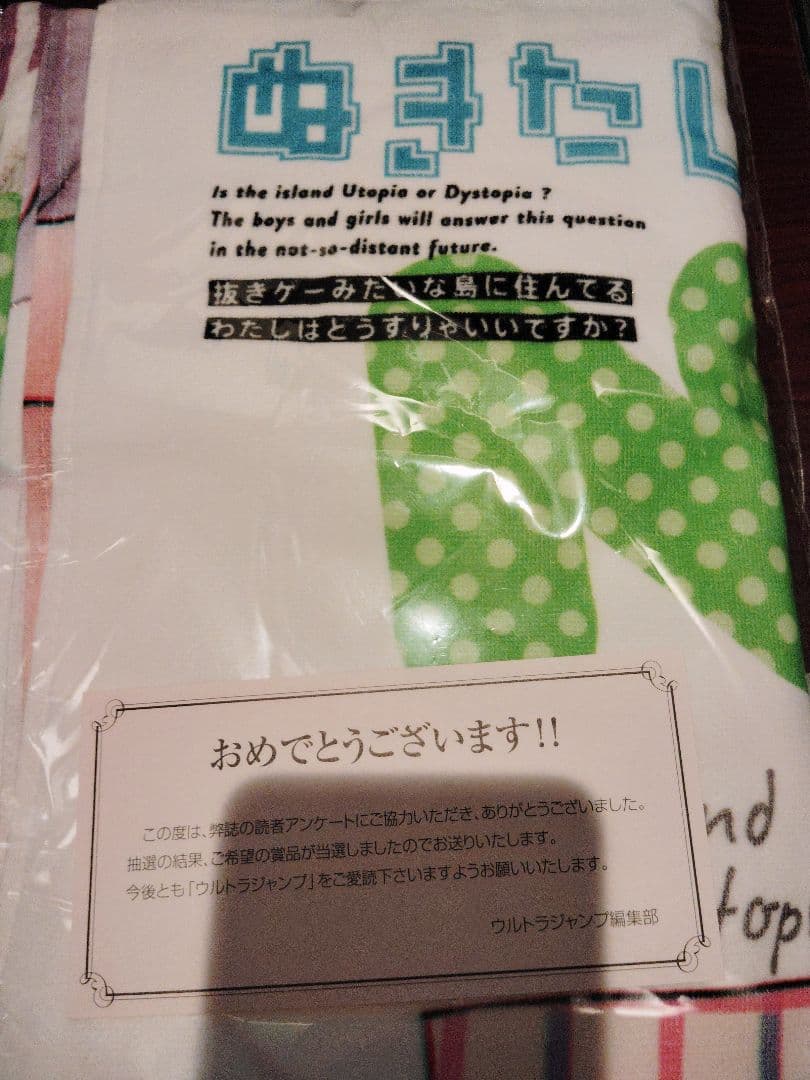 ぬきたし
Is the island Utopia or Dystopia ?
The boys and girls will answer this question
in the not-so-distant future.
抜きゲーみたいな島に住んでる
わたしはどうすりゃいいですか?
おめでとうございます!!
この度は、弊誌の読者アンケートにご協力いただき、ありがとうございました。
抽選の結果、ご希望の賞品が当選しましたのでお送りいたします。
今後とも「ウルトラジャンプ」をご愛読下さいますようお願いいたします。
ウルトラジャンプ編集部
nd
top